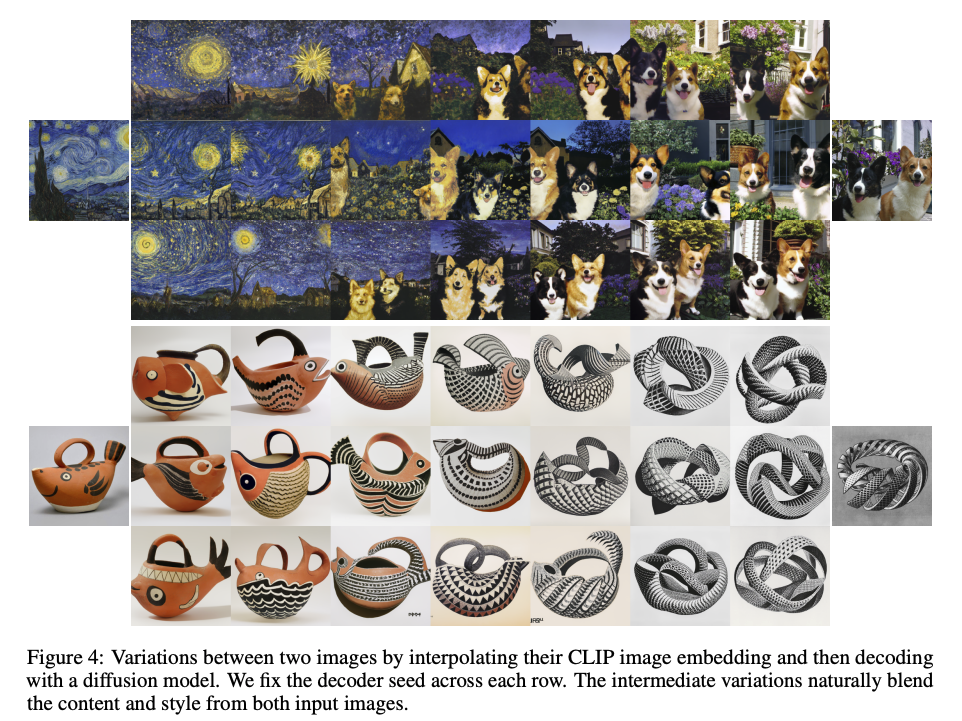 Figure 4: Variations between two images by interpolating their CLIP image embedding and then decoding
with a diffusion model. We fix the decoder seed across each row. The intermediate variations naturally blend
the content and style from both input images.